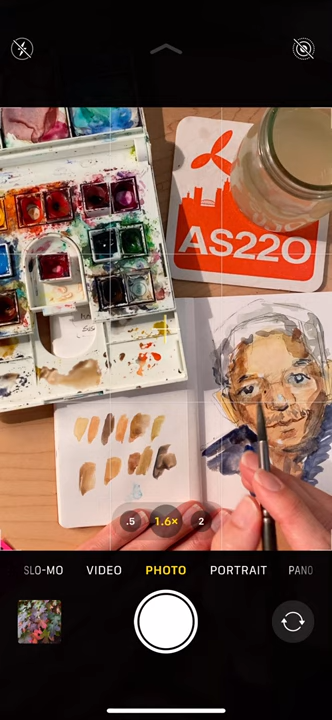 AS220
.5
1.6×
2
SLO-MO
VIDEO
PHOTO
PORTRAIT
PANO